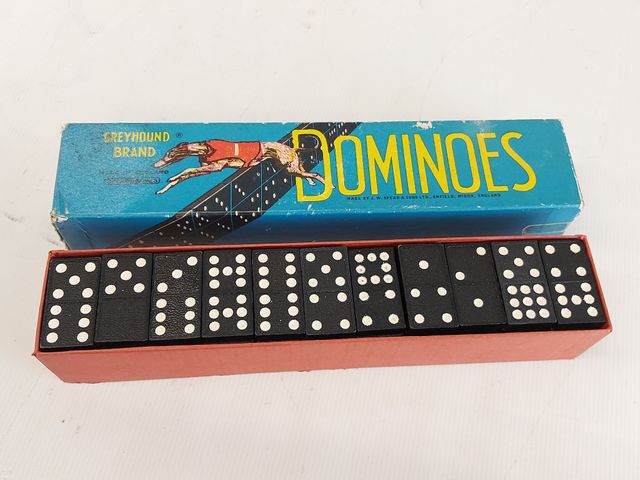 GREYHOUND ®
BRAND
DOMINOES
MADE BY J. W. SPEAR & SONS LTD., ENFIELD, MIDDX, ENGLAND